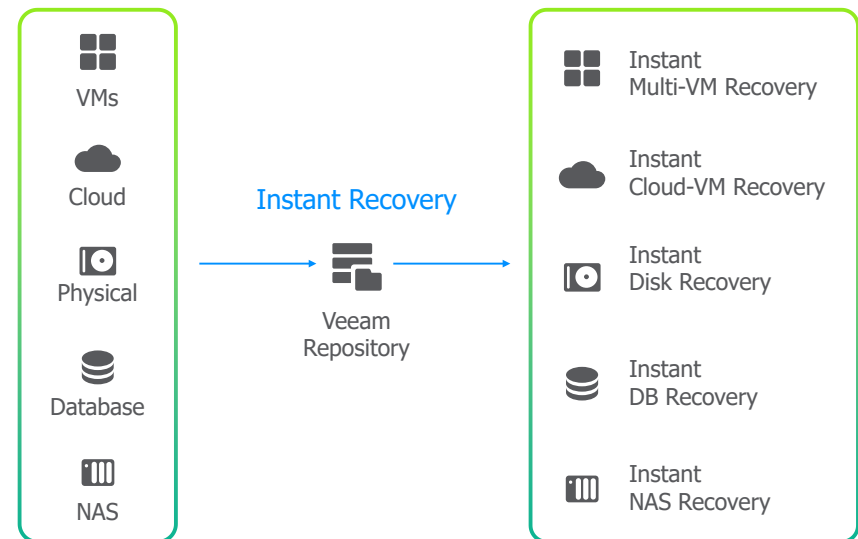 VMs
Cloud
Physical
Database
NAS
Instant Recovery
Veeam
Repository
Instant
Multi-VM Recovery
Instant
Cloud-VM Recovery
Instant
Disk Recovery
Instant
DB Recovery
Instant
NAS Recovery